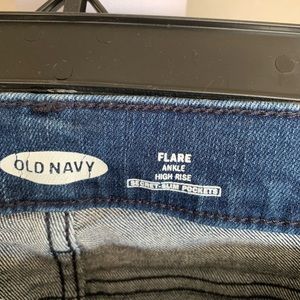 OLD NAVY
FLARE
ANKLE
HIGH RISE
SECRET-SLIM POCKETS